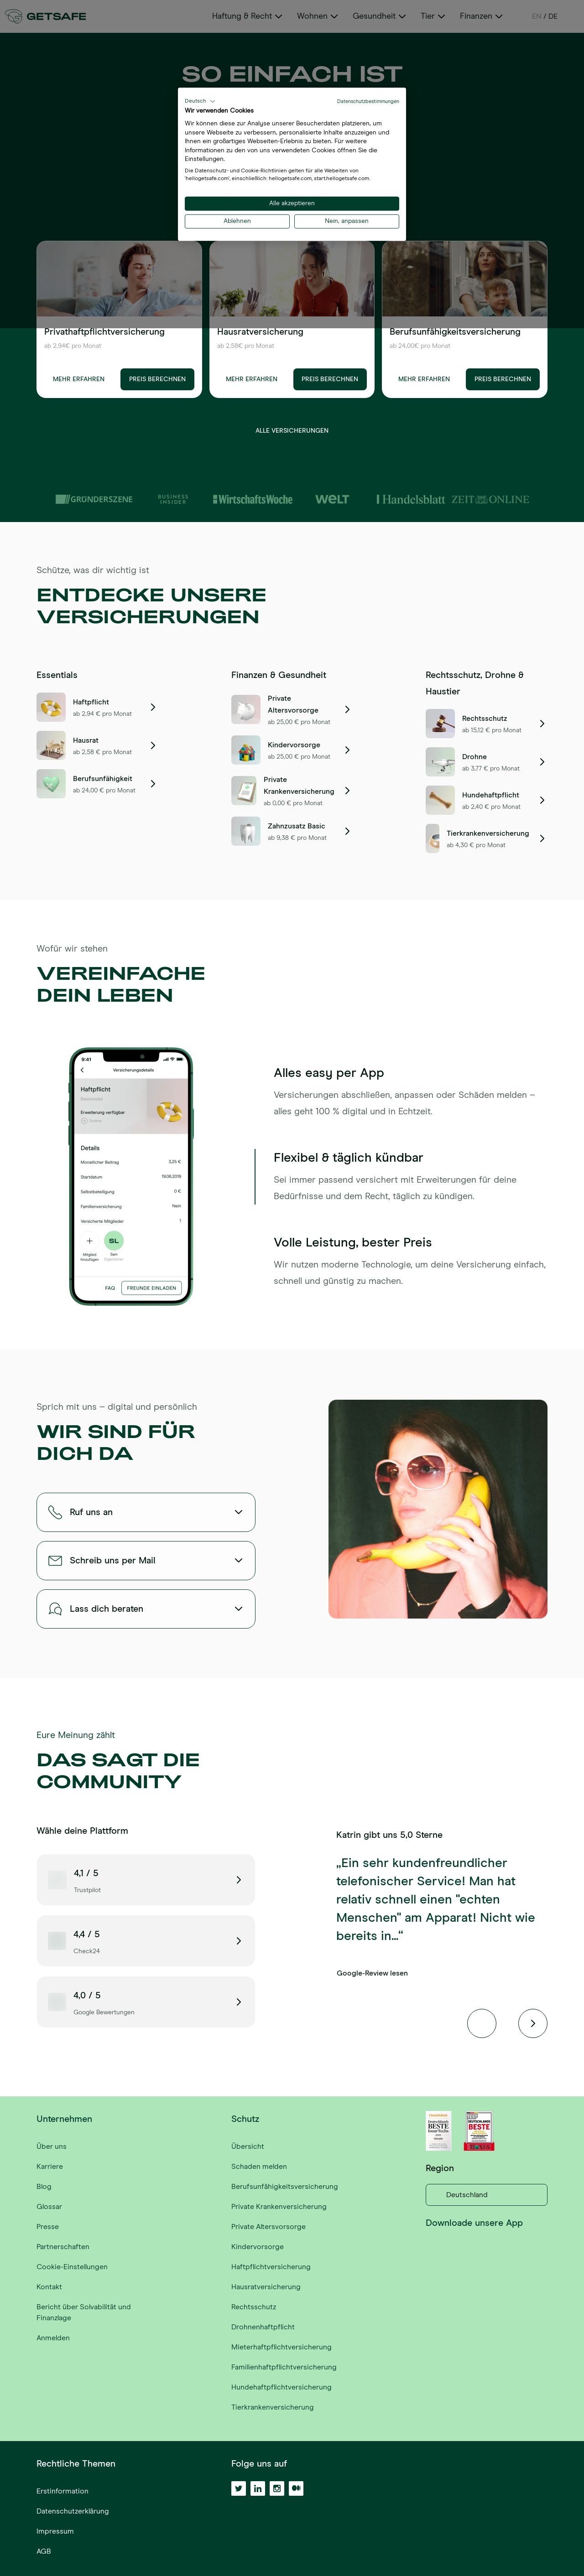 GETSAFE
Haftung & Recht
Wohnen
Gesundheit
Tier
Finanzen
EN / DE
SO EINFACH IST
Deutsch
Datenschutzbestimmungen
Wir verwenden Cookies
Wir können diese zur Analyse unserer Besucherdaten platzieren, um
unsere Webseite zu verbessern, personalisierte Inhalte anzuzeigen und
Ihnen ein großartiges Webseiten-Erlebnis zu bieten. Für weitere
Informationen zu den von uns verwendeten Cookies öffnen Sie die
Einstellungen.
Die Datenschutz- und Cookie-Richtlinien gelten für alle Webseiten von
'hellogetsafe.com', einschließlich: hellogetsafe.com, start.hellogetsafe.com.
Alle akzeptieren
Ablehnen
Nein, anpassen
Privathaftpflichtversicherung
ab 2,94€ pro Monat
MEHR ERFAHREN
PREIS BERECHNEN
Hausratversicherung
ab 2,58€ pro Monat
MEHR ERFAHREN
PREIS BERECHNEN
Berufsunfähigkeitsversicherung
ab 24,00€ pro Monat
MEHR ERFAHREN
PREIS BERECHNEN
ALLE VERSICHERUNGEN
GRÜNDERSZENE
BUSINESS
INSIDER
WirtschaftsWoche
WELT
Handelsblatt
ZEIT ONLINE
Schütze, was dir wichtig ist
ENTDECKE UNSERE
VERSICHERUNGEN
Essentials
Haftpflicht
ab 2,94 € pro Monat
Hausrat
ab 2,58 € pro Monat
Berufsunfähigkeit
ab 24,00 € pro Monat
Finanzen & Gesundheit
Private
Altersvorsorge
ab 25,00 € pro Monat
Kindervorsorge
ab 25,00 € pro Monat
Private
Krankenversicherung
ab 0,00 € pro Monat
Zahnzusatz Basic
ab 9,38 € pro Monat
Rechtsschutz, Drohne &
Haustier
Rechtsschutz
ab 15,12 € pro Monat
Drohne
ab 3,77 € pro Monat
Hundehaftpflicht
ab 2,40 € pro Monat
Tierkrankenversicherung
ab 4,30 € pro Monat
Wofür wir stehen
VEREINFACHE
DEIN LEBEN
9:41
Versicherungsdetails
Haftpflicht
Erweiterung verfügbar
Drohne
Details
Monatlicher Beitrag
3,25 €
Startdatum
19.08.2019
Selbstbeteiligung
0 €
Familienversicherung
Nein
Versicherte Mitglieder
1
SL
Mitglied
hinzufügen
Sam
FAQ
FREUNDE EINLADEN
Alles easy per App
Versicherungen abschließen, anpassen oder Schäden melden –
alles geht 100 % digital und in Echtzeit.
Flexibel & täglich kündbar
Sei immer passend versichert mit Erweiterungen für deine
Bedürfnisse und dem Recht, täglich zu kündigen.
Volle Leistung, bester Preis
Wir nutzen moderne Technologie, um deine Versicherung einfach,
schnell und günstig zu machen.
Sprich mit uns – digital und persönlich
WIR SIND FÜR
DICH DA
Ruf uns an
Schreib uns per Mail
Lass dich beraten
Eure Meinung zählt
DAS SAGT DIE
COMMUNITY
Wähle deine Plattform
4,1 / 5
Trustpilot
4,4 / 5
Check24
4,0 / 5
Google Bewertungen
Katrin gibt uns 5,0 Sterne
„Ein sehr kundenfreundlicher
telefonischer Service! Man hat
relativ schnell einen "echten
Menschen" am Apparat! Nicht wie
bereits in...“
Google-Review lesen
Unternehmen
Über uns
Karriere
Blog
Glossar
Presse
Partnerschaften
Cookie-Einstellungen
Kontakt
Bericht über Solvabilität und
Finanzlage
Anmelden
Schutz
Übersicht
Schaden melden
Berufsunfähigkeitsversicherung
Private Krankenversicherung
Private Altersvorsorge
Kindervorsorge
Haftpflichtversicherung
Hausratversicherung
Rechtsschutz
Drohnenhaftpflicht
Mieterhaftpflichtversicherung
Familienhaftpflichtversicherung
Hundehaftpflichtversicherung
Tierkrankenversicherung
BESTE
DEUTSCHLANDS
BESTE
Region
Deutschland
Downloade unsere App
Rechtliche Themen
Erstinformation
Datenschutzerklärung
Impressum
AGB
Folge uns auf